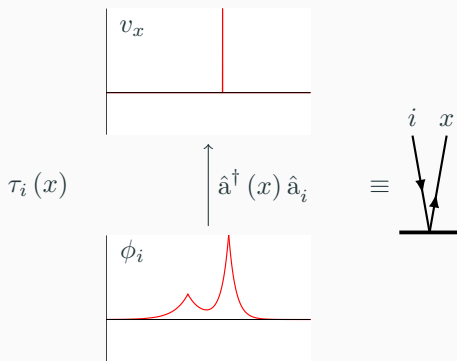 v_x
i x
τ_i (x) â† (x) â_i ≡
ϕ_i